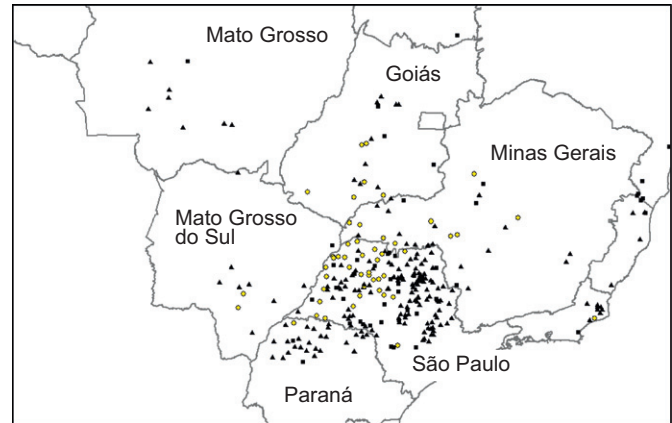 Mato Grosso
Goiás
Minas Gerais
Mato Grosso
do Sul
São Paulo
Paraná